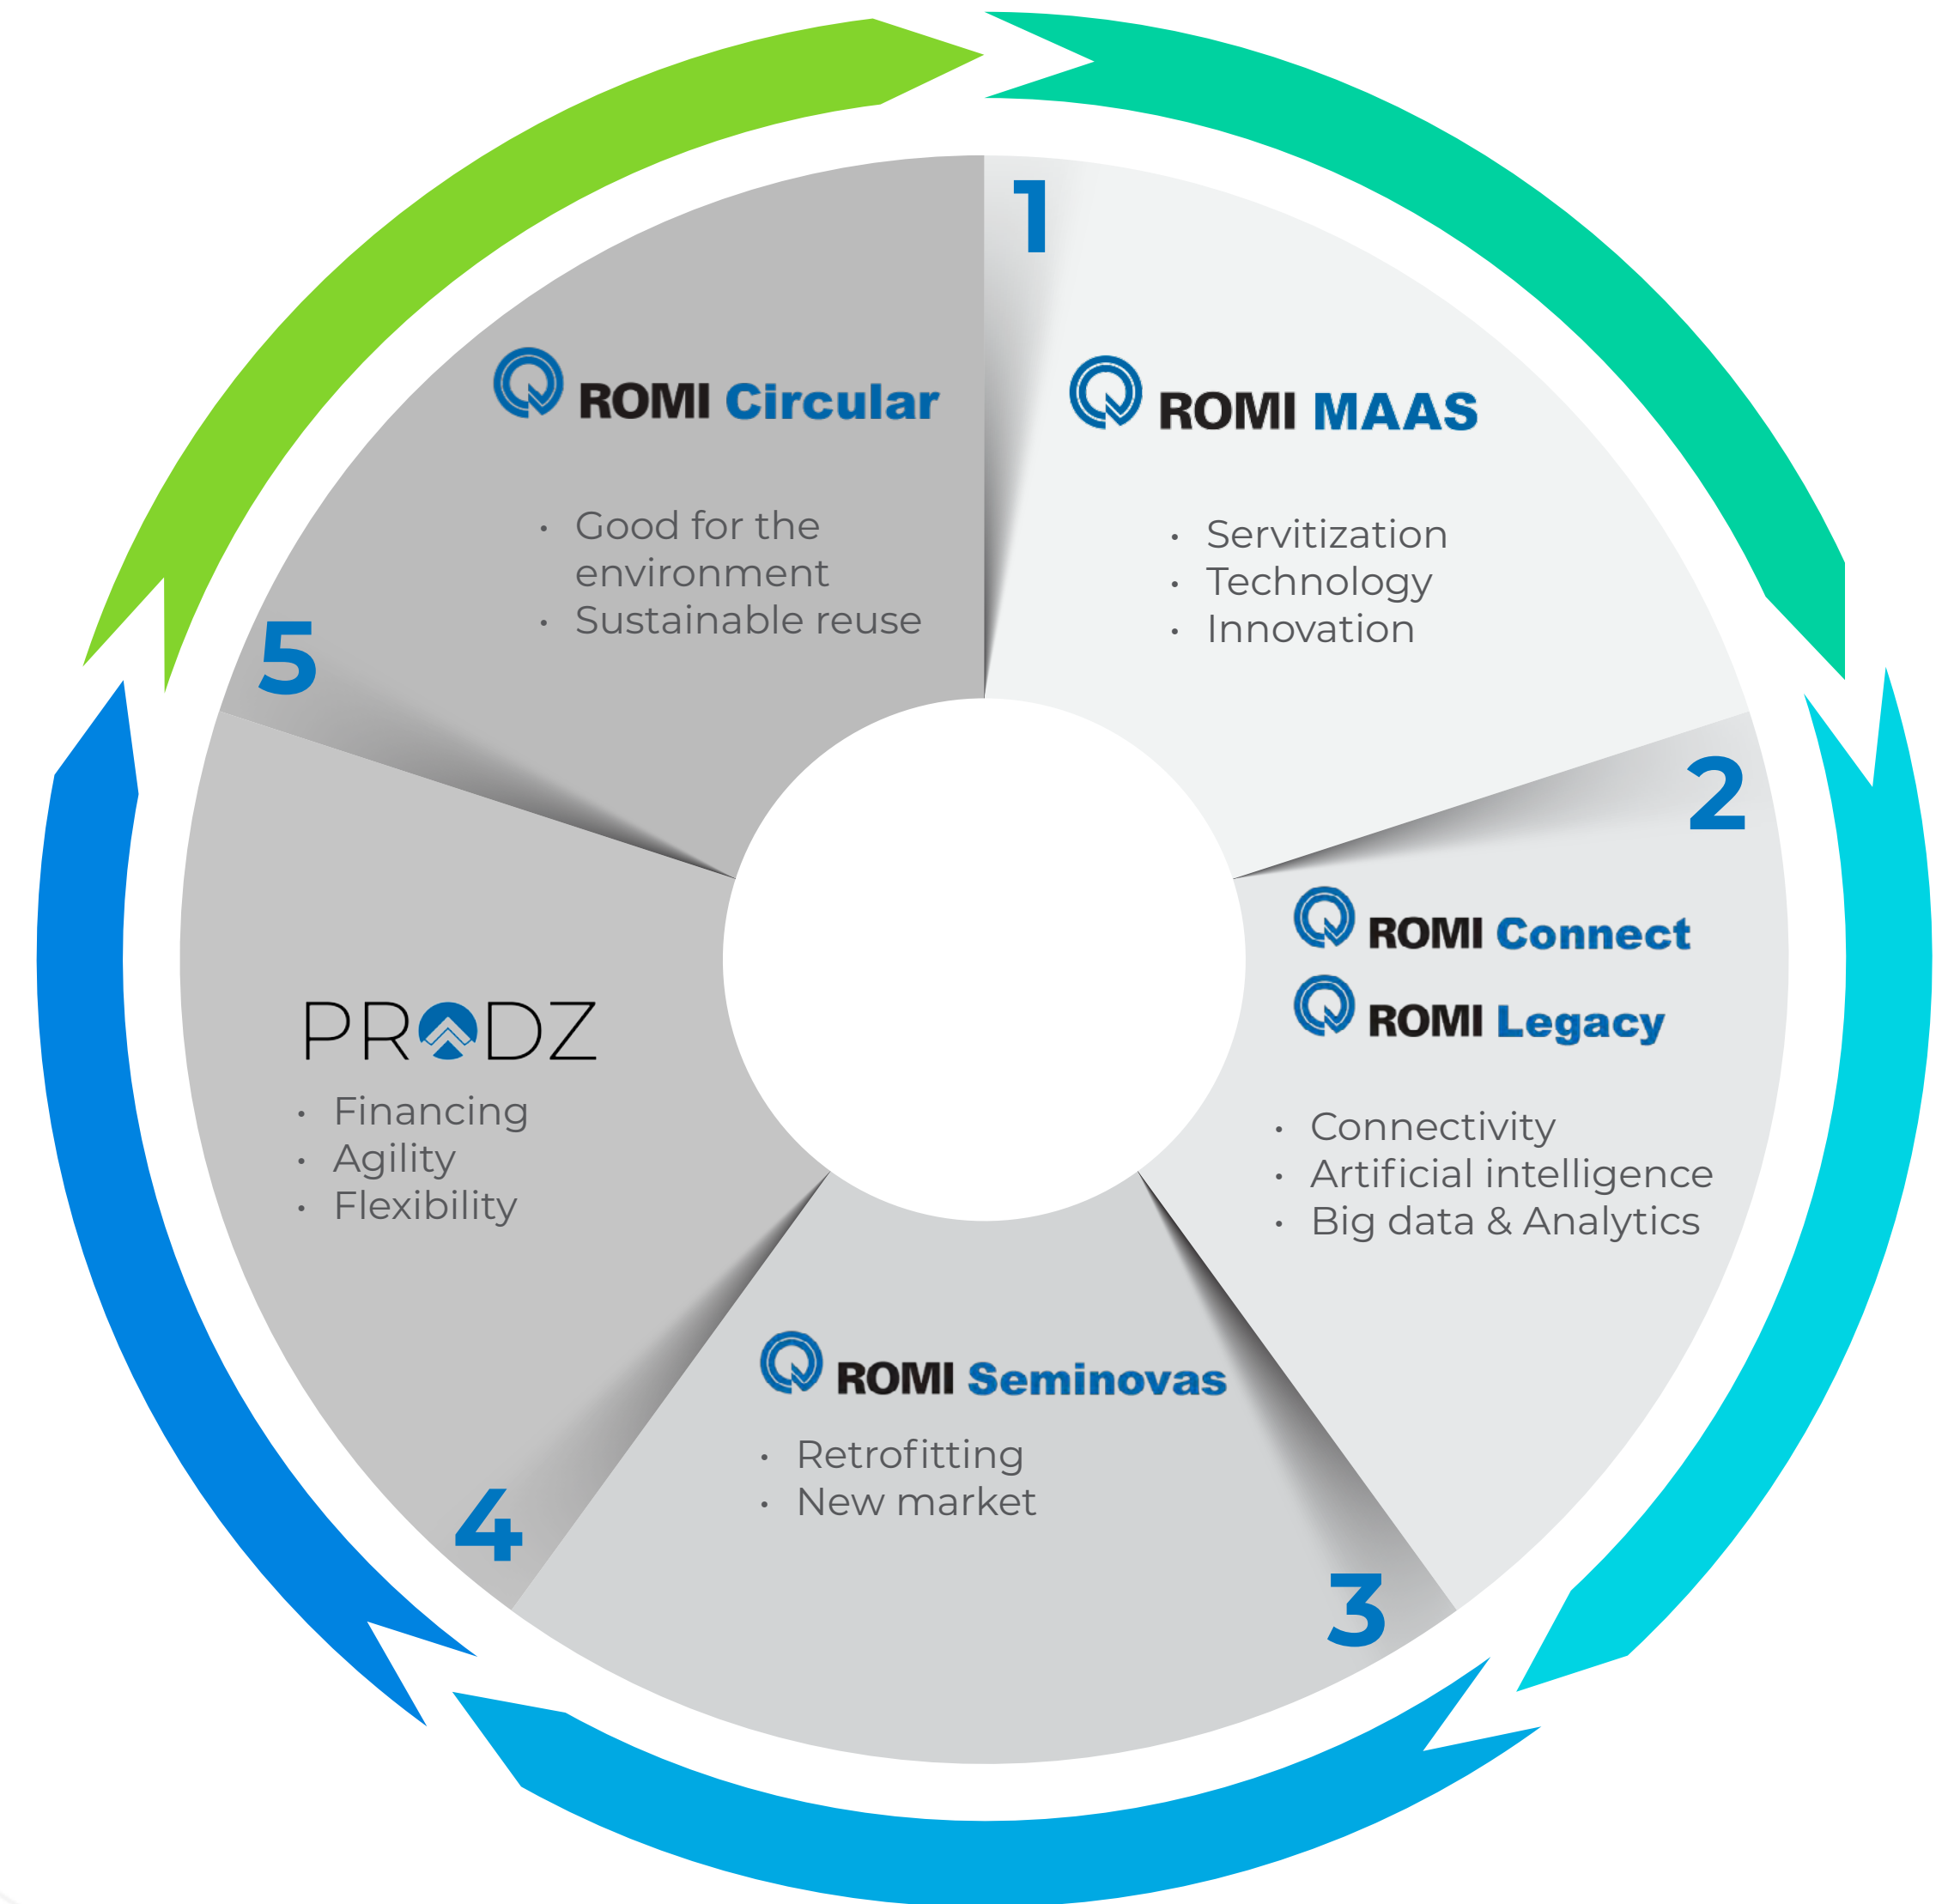 1
ROMI MAAS
• Servitization
• Technology
• Innovation
2
ROMI Connect
ROMI Legacy
• Connectivity
• Artificial intelligence
• Big data & Analytics
3
ROMI Seminovas
• Retrofitting
• New market
4
PRODZ
• Financing
• Agility
• Flexibility
5
ROMI Circular
• Good for the
environment
• Sustainable reuse